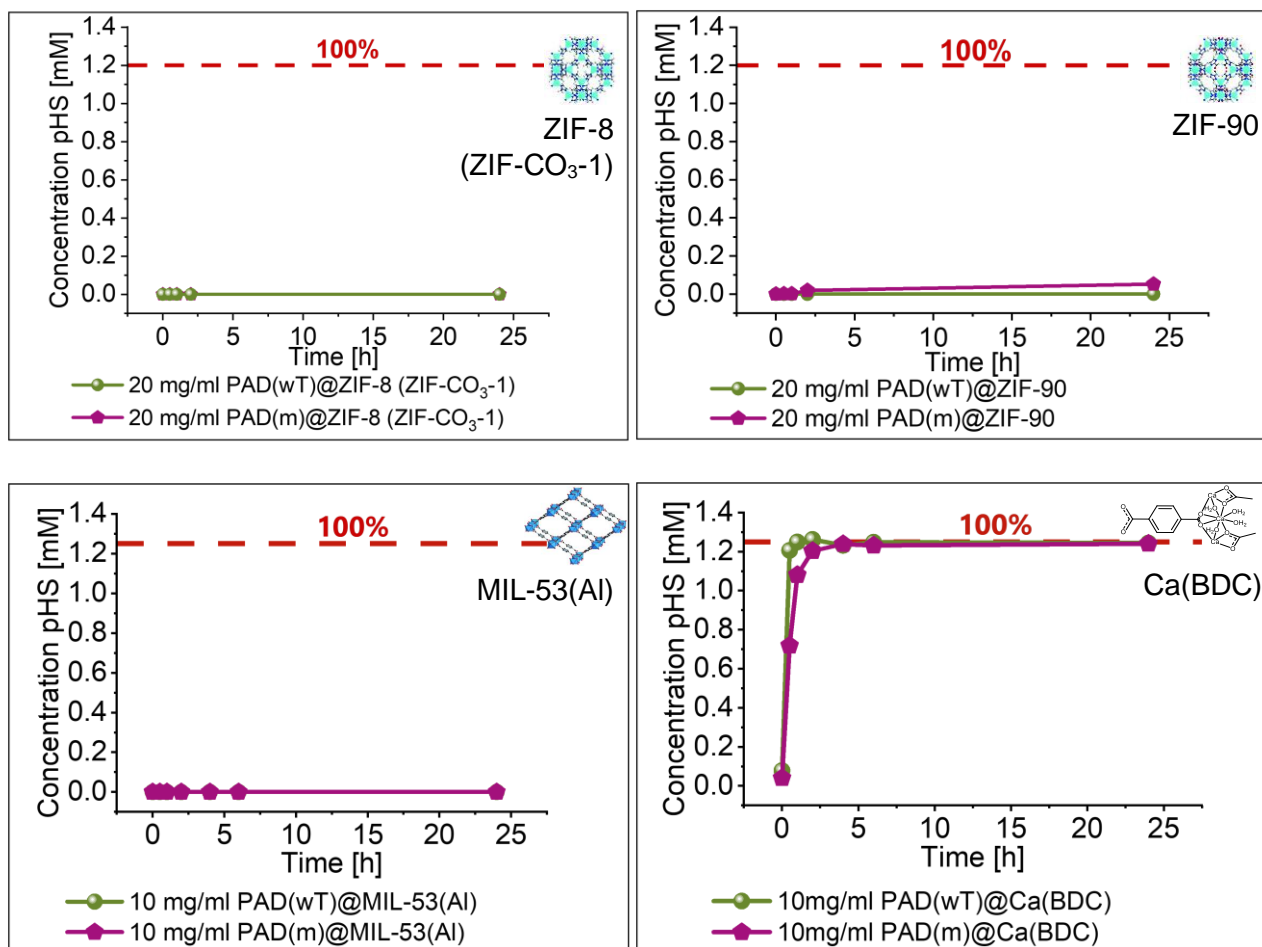 Concentration pHS [mM]
1.4
1.2
1.0
0.8
0.6
0.4
0.2
0.0
100%
ZIF-8
(ZIF-CO₃-1)
0 5 10 15 20 25
Time [h]
20 mg/ml PAD(wT)@ZIF-8 (ZIF-CO₃-1)
20 mg/ml PAD(m)@ZIF-8 (ZIF-CO₃-1)
Concentration pHS [mM]
1.4
1.2
1.0
0.8
0.6
0.4
0.2
0.0
100%
ZIF-90
0 5 10 15 20 25
Time [h]
20 mg/ml PAD(wT)@ZIF-90
20 mg/ml PAD(m)@ZIF-90
Concentration pHS [mM]
1.4
1.2
1.0
0.8
0.6
0.4
0.2
0.0
100%
MIL-53(Al)
0 5 10 15 20 25
Time [h]
10 mg/ml PAD(wT)@MIL-53(Al)
10 mg/ml PAD(m)@MIL-53(Al)
Concentration pHS [mM]
1.4
1.2
1.0
0.8
0.6
0.4
0.2
0.0
100%
Ca(BDC)
0 5 10 15 20 25
Time [h]
10mg/ml PAD(wT)@Ca(BDC)
10mg/ml PAD(m)@Ca(BDC)